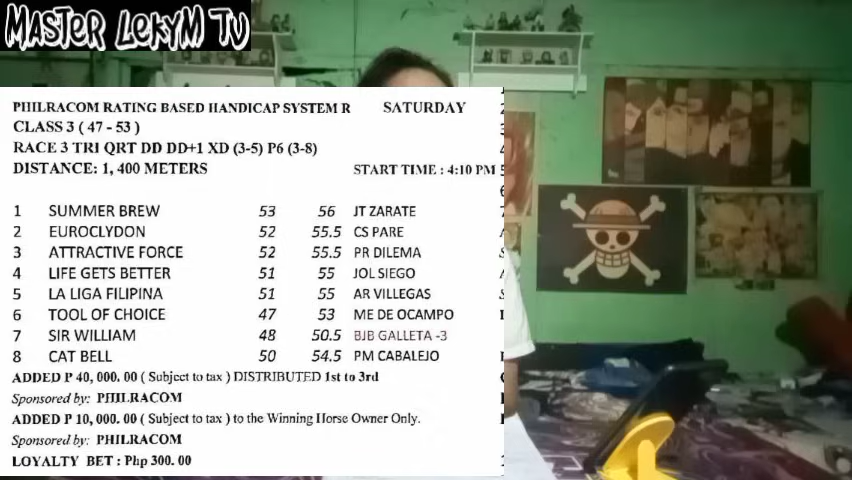 MASTER LEKYM TV
PHILRACOM RATING BASED HANDICAP SYSTEM R SATURDAY
CLASS 3 ( 47 - 53 )
RACE 3 TRI QRT DD DD+1 XD (3-5) P6 (3-8)
DISTANCE: 1, 400 METERS START TIME : 4:10 PM
1 SUMMER BREW 53 56 JT ZARATE
2 EUROCLYDON 52 55.5 CS PARE
3 ATTRACTIVE FORCE 52 55.5 PR DILEMA
4 LIFE GETS BETTER 51 55 JOL SIEGO
5 LA LIGA FILIPINA 51 55 AR VILLEGAS
6 TOOL OF CHOICE 47 53 ME DE OCAMPO
7 SIR WILLIAM 48 50.5 BJB GALLETA -3
8 CAT BELL 50 54.5 PM CABALEJO
ADDED P 40, 000. 00 ( Subject to tax ) DISTRIBUTED 1st to 3rd
Sponsored by: PHILRACOM
ADDED P 10, 000. 00 ( Subject to tax ) to the Winning Horse Owner Only.
Sponsored by: PHILRACOM
LOYALTY BET : Php 300. 00